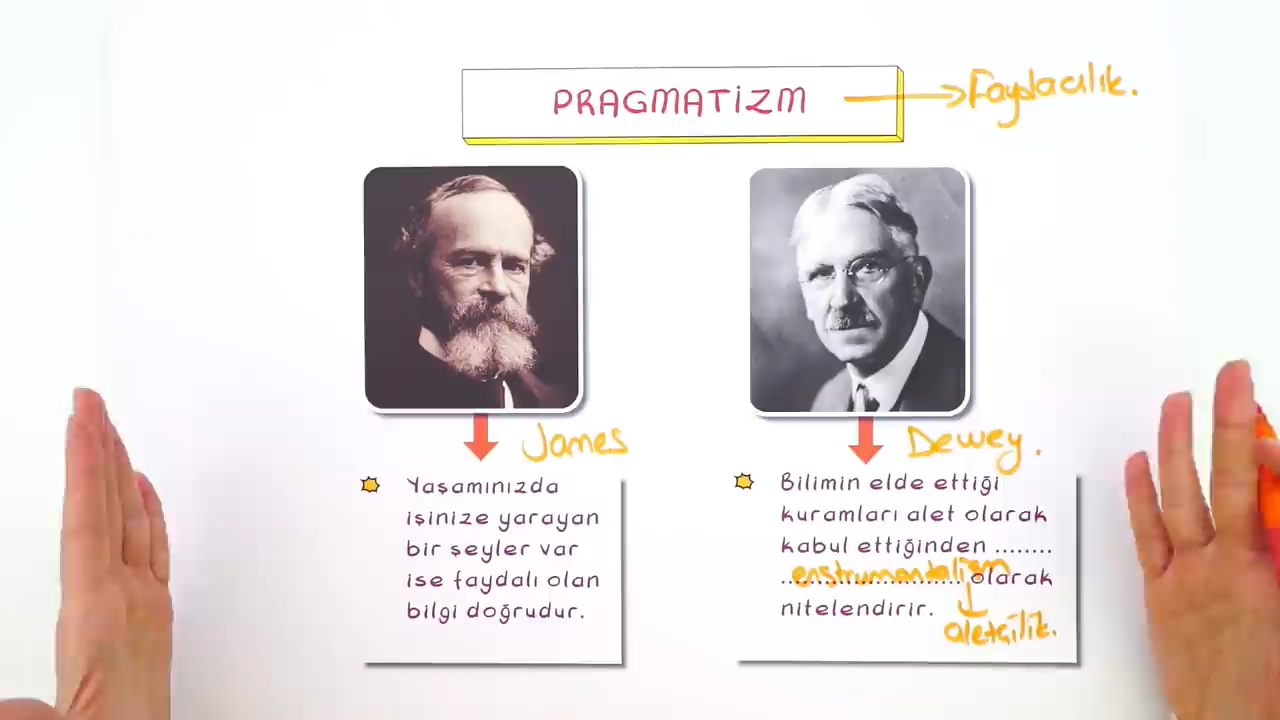 PRAGMATİZM
Faydacılık.
James
Yaşamınızda
işinize yarayan
bir şeyler var
ise faydalı olan
bilgi doğrudur.
Dewey.
Bilimin elde ettiği
kuramları alet olarak
kabul ettiğinden ........
enstrumantalizm olarak
nitelendirir.
aletçilik.